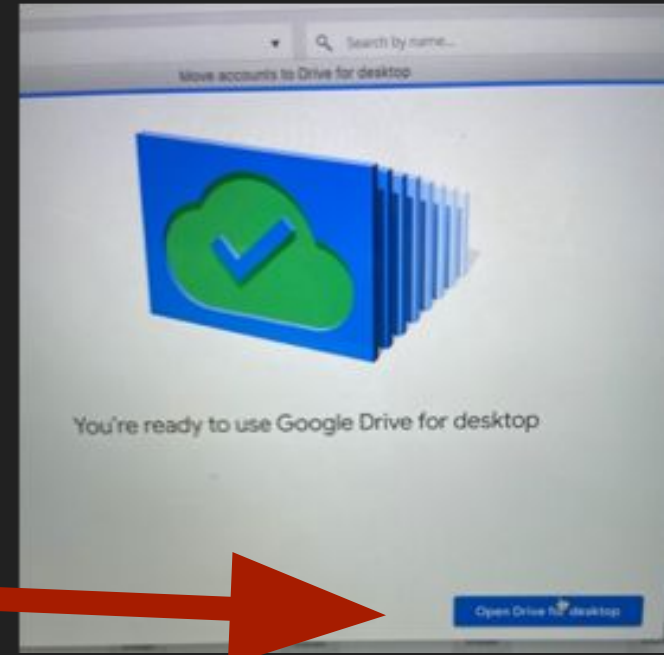 Search by name...
Move accounts to Drive for desktop
You're ready to use Google Drive for desktop
Open Drive for desktop